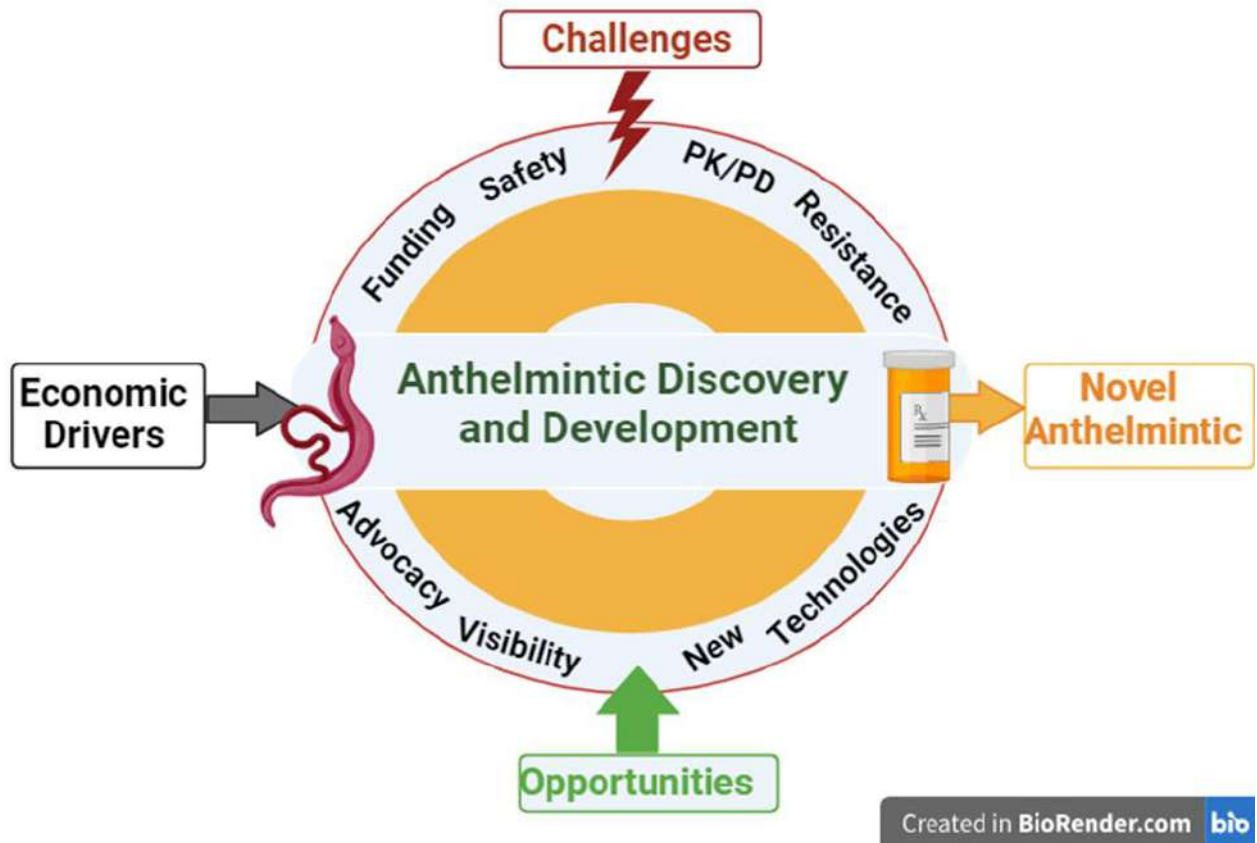 Challenges
Funding Safety PK/PD Resistance
Economic
Drivers
Anthelmintic Discovery
and Development
Rx
Novel
Anthelmintic
Advocacy Visibility New Technologies
Opportunities
Created in BioRender.com bio